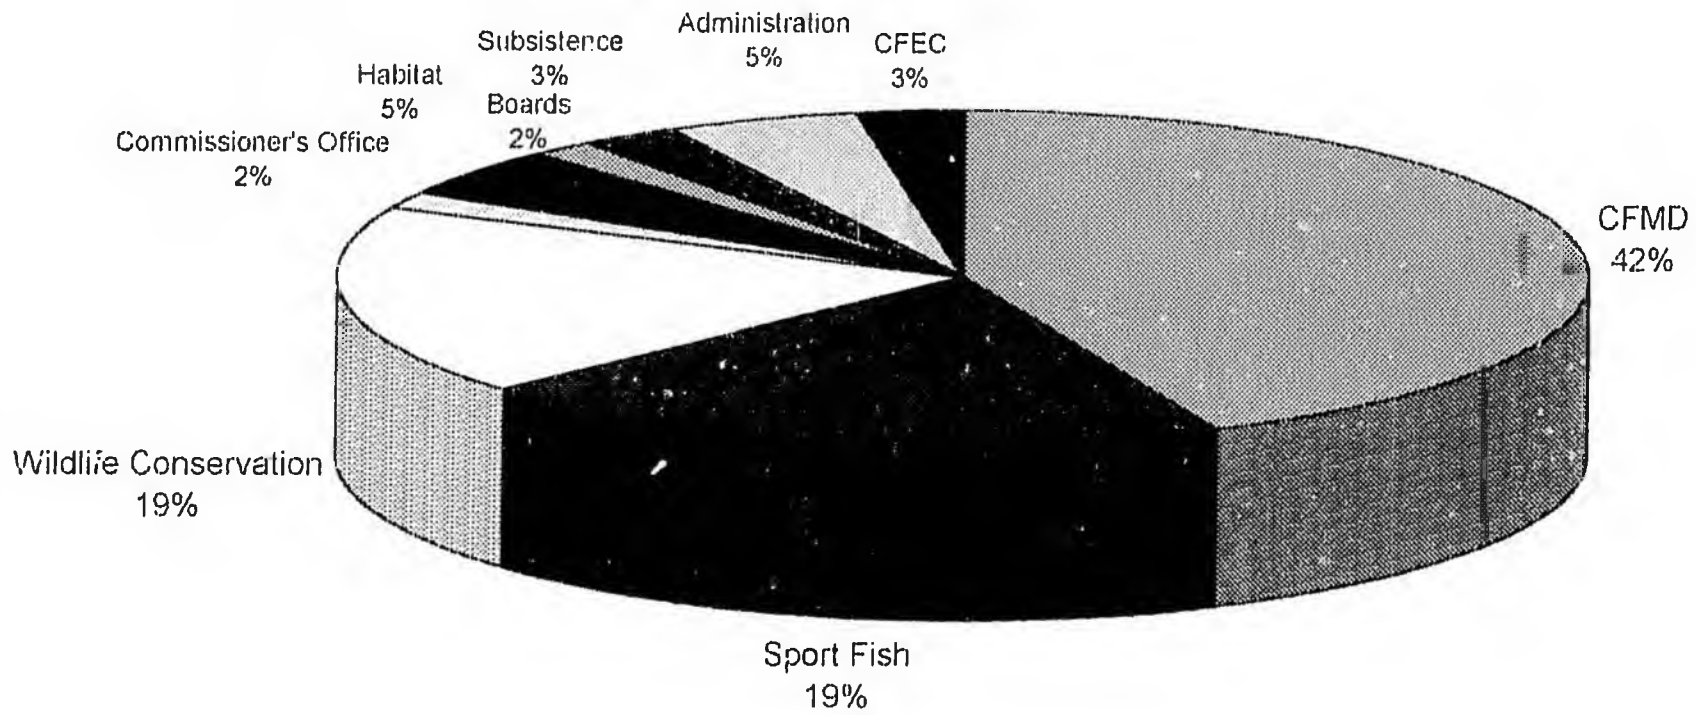 Administration
5%
CFEC
3%
Subsistence
3%
Habitat
5%
Boards
2%
Commissioner's Office
2%
CFMD
42%
Wildlife Conservation
19%
Sport Fish
19%